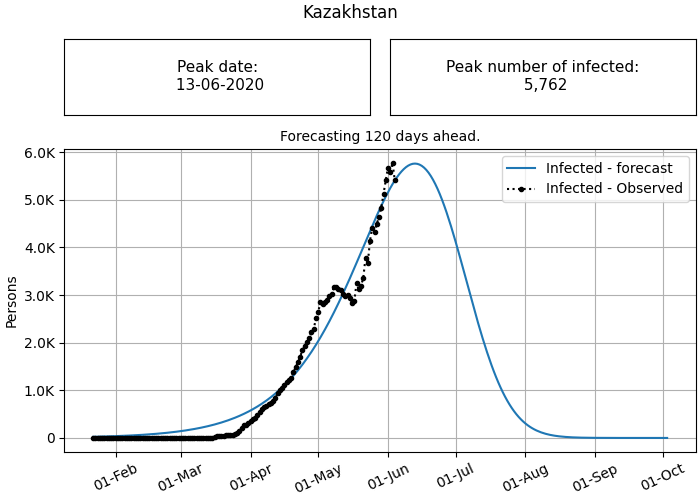 Kazakhstan
Peak date:
13-06-2020
Peak number of infected:
5,762
Forecasting 120 days ahead.
6.0K
5.0K
4.0K
3.0K
2.0K
1.0K
0
Persons
Infected - forecast
Infected - Observed
01-Feb
01-Mar
01-Apr
01-May
01-Jun
01-Jul
01-Aug
01-Sep
01-Oct